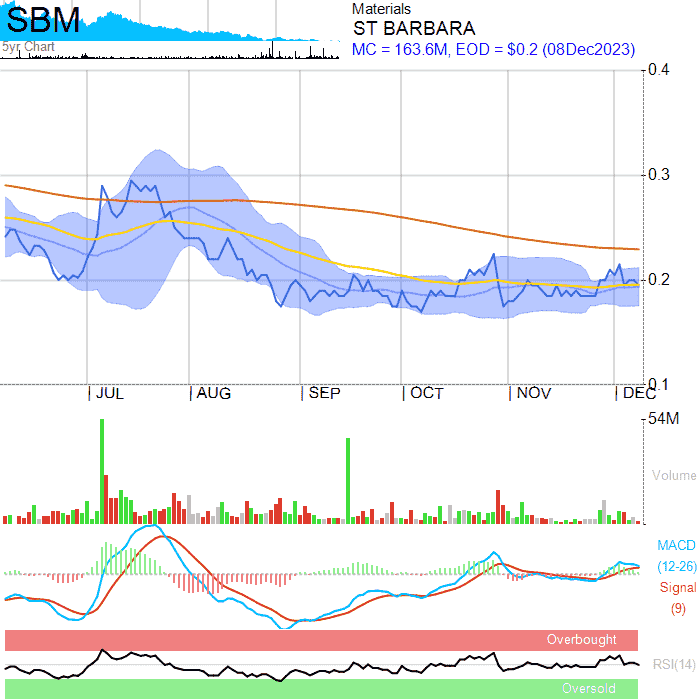 SBM
5yr. Chart
Materials
ST BARBARA
MC = 163.6M, EOD = $0.2 (08Dec2023)
0.4
0.3
0.2
0.1
JUL
AUG
SEP
OCT
NOV
DEC
54M
Volume
MACD
(12-26)
Signal
(9)
Overbought
RSI(14)
Oversold